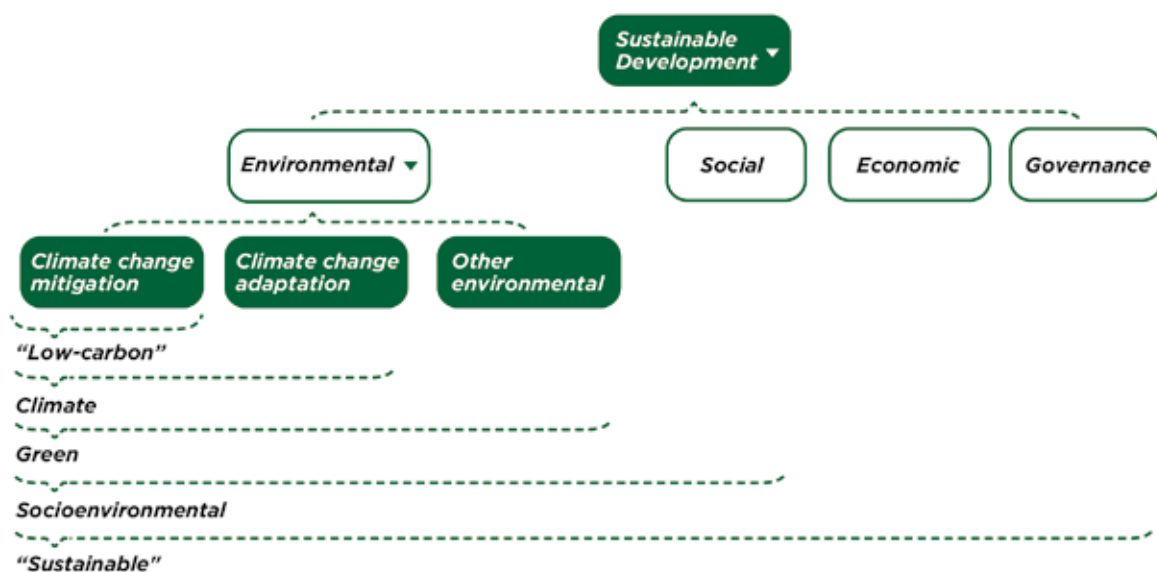 Sustainable
Development
Environmental
Social
Economic
Governance
Climate change
mitigation
Climate change
adaptation
Other
environmental
“Low-carbon”
Climate
Green
Socioenvironmental
“Sustainable”